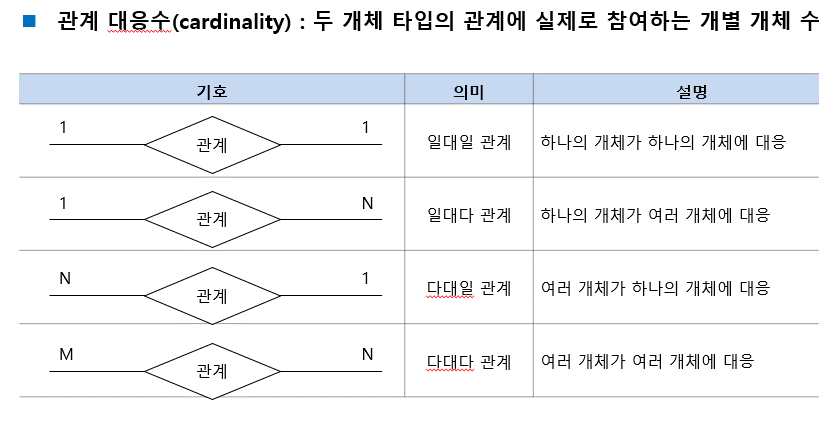 관계 대응수(cardinality) : 두 개체 타입의 관계에 실제로 참여하는 개별 개체 수
기호 의미 설명
1 관계 1 일대일 관계 하나의 개체가 하나의 개체에 대응
1 관계 N 일대다 관계 하나의 개체가 여러 개체에 대응
N 관계 1 다대일 관계 여러 개체가 하나의 개체에 대응
M 관계 N 다대다 관계 여러 개체가 여러 개체에 대응